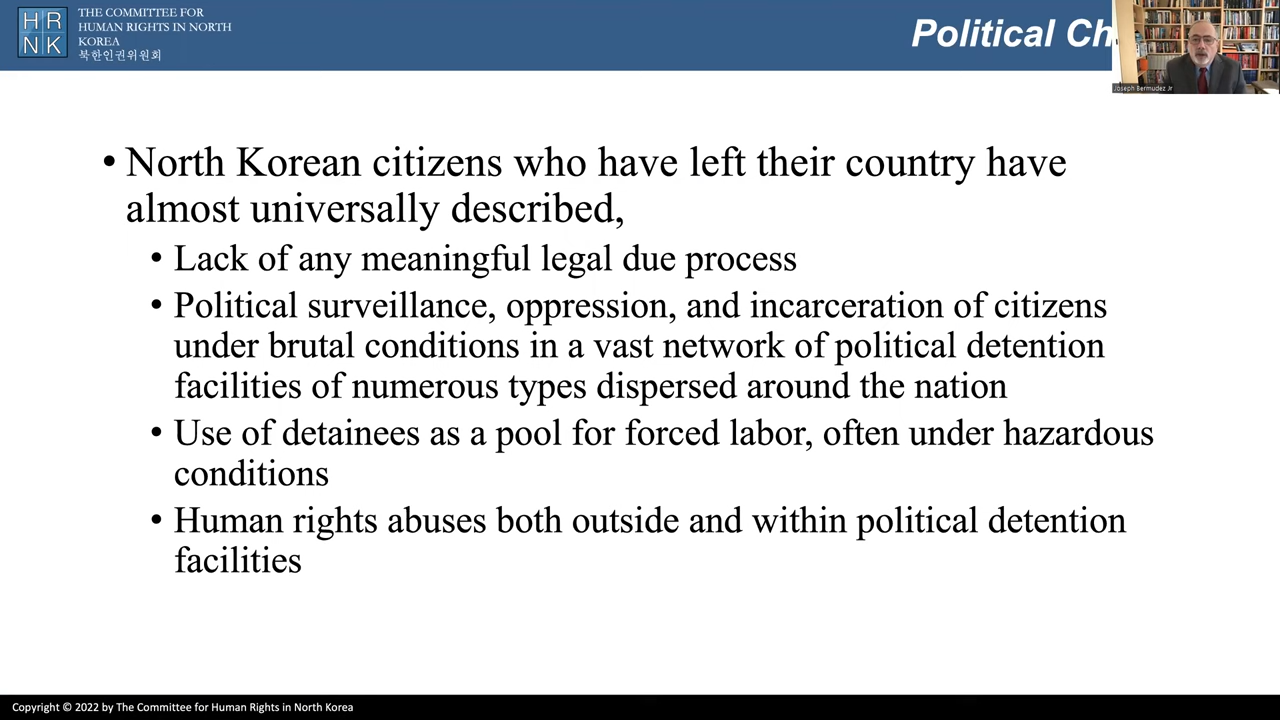 HR
NK
THE COMMITTEE FOR
HUMAN RIGHTS IN NORTH
KOREA
북한인권위원회
Political Ch
Joseph Bermudez Jr
• North Korean citizens who have left their country have
almost universally described,
• Lack of any meaningful legal due process
• Political surveillance, oppression, and incarceration of citizens
under brutal conditions in a vast network of political detention
facilities of numerous types dispersed around the nation
• Use of detainees as a pool for forced labor, often under hazardous
conditions
• Human rights abuses both outside and within political detention
facilities
Copyright © 2022 by The Committee for Human Rights in North Korea